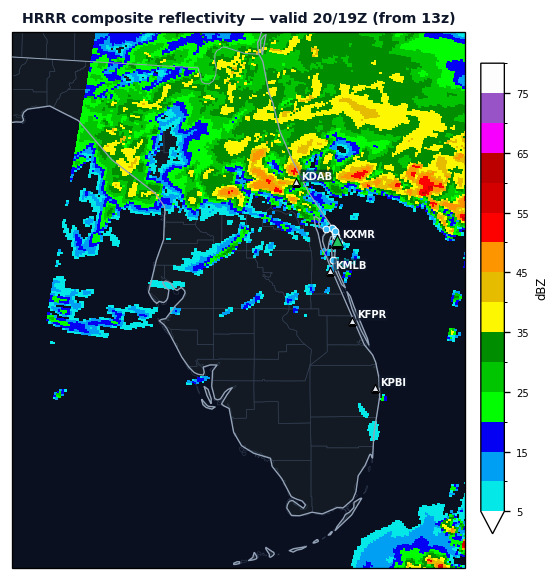 HRRR composite reflectivity — valid 20/19Z (from 13z)
KDAB
KXMR
KMLB
KFPR
KPBI
75
65
55
45
35
25
15
5
dBZ